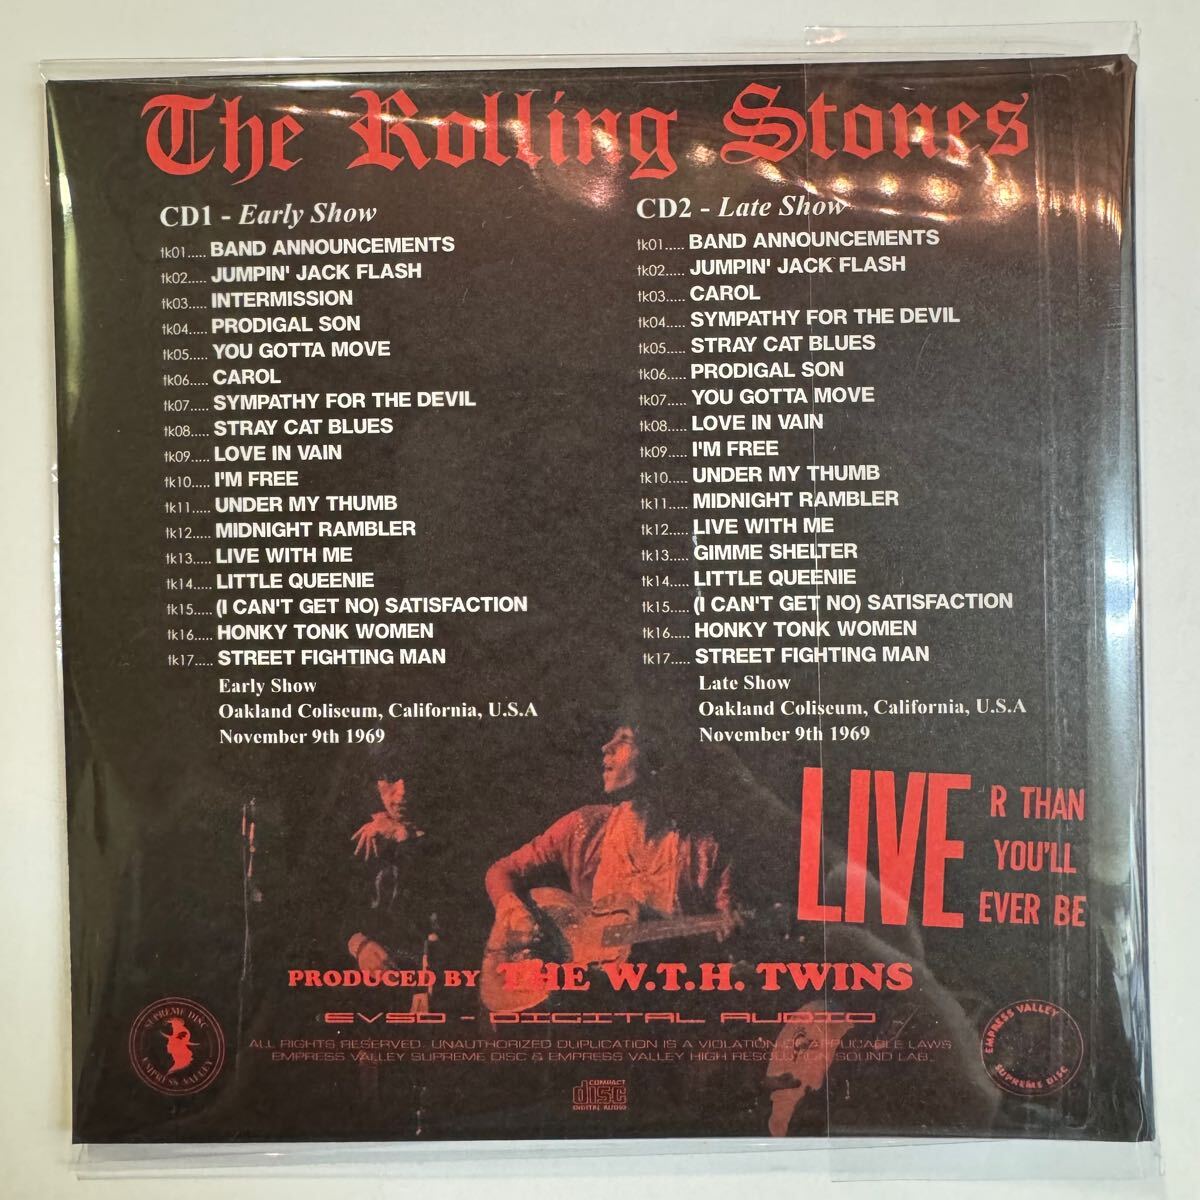 The Rolling Stones
CD1 - Early Show
tk01..... BAND ANNOUNCEMENTS
tk02..... JUMPIN' JACK FLASH
tk03..... INTERMISSION
tk04..... PRODIGAL SON
tk05..... YOU GOTTA MOVE
tk06..... CAROL
tk07..... SYMPATHY FOR THE DEVIL
tk08..... STRAY CAT BLUES
tk09..... LOVE IN VAIN
tk10..... I'M FREE
tk11..... UNDER MY THUMB
tk12..... MIDNIGHT RAMBLER
tk13..... LIVE WITH ME
tk14..... LITTLE QUEENIE
tk15..... (I CAN'T GET NO) SATISFACTION
tk16..... HONKY TONK WOMEN
tk17..... STREET FIGHTING MAN
Early Show
Oakland Coliseum, California, U.S.A
November 9th 1969
CD2 - Late Show
tk01..... BAND ANNOUNCEMENTS
tk02..... JUMPIN' JACK FLASH
tk03..... CAROL
tk04..... SYMPATHY FOR THE DEVIL
tk05..... STRAY CAT BLUES
tk06..... PRODIGAL SON
tk07..... YOU GOTTA MOVE
tk08..... LOVE IN VAIN
tk09..... I'M FREE
tk10..... UNDER MY THUMB
tk11..... MIDNIGHT RAMBLER
tk12..... LIVE WITH ME
tk13..... GIMME SHELTER
tk14..... LITTLE QUEENIE
tk15..... (I CAN'T GET NO) SATISFACTION
tk16..... HONKY TONK WOMEN
tk17..... STREET FIGHTING MAN
Late Show
Oakland Coliseum, California, U.S.A
November 9th 1969
LIVE
R THAN
YOU'LL
EVER BE
PRODUCED BY THE W.T.H. TWINS
EVSD - DIGITAL AUDIO
ALL RIGHTS RESERVED. UNAUTHORIZED DUPLICATION IS A VIOLATION OF APPLICABLE LAWS
EMPRESS VALLEY SUPREME DISC & EMPRESS VALLEY HIGH RESOLUTION SOUND LAB.
SUPREME DISC
EMPRESS VALLEY
EMPRESS VALLEY
SUPREME DISC
COMPACT
disc
DIGITAL AUDIO